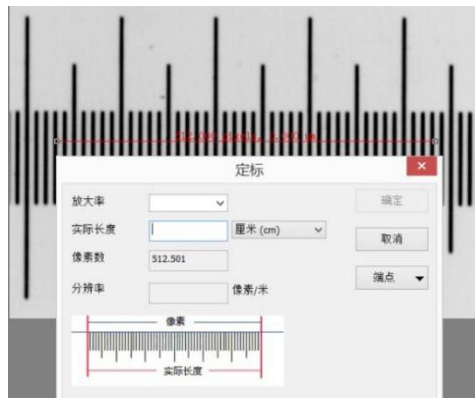 定标
放大率
确定
实际长度
厘米 (cm)
取消
像素数
512.501
端点
分辨率
像素/米
像素
实际长度